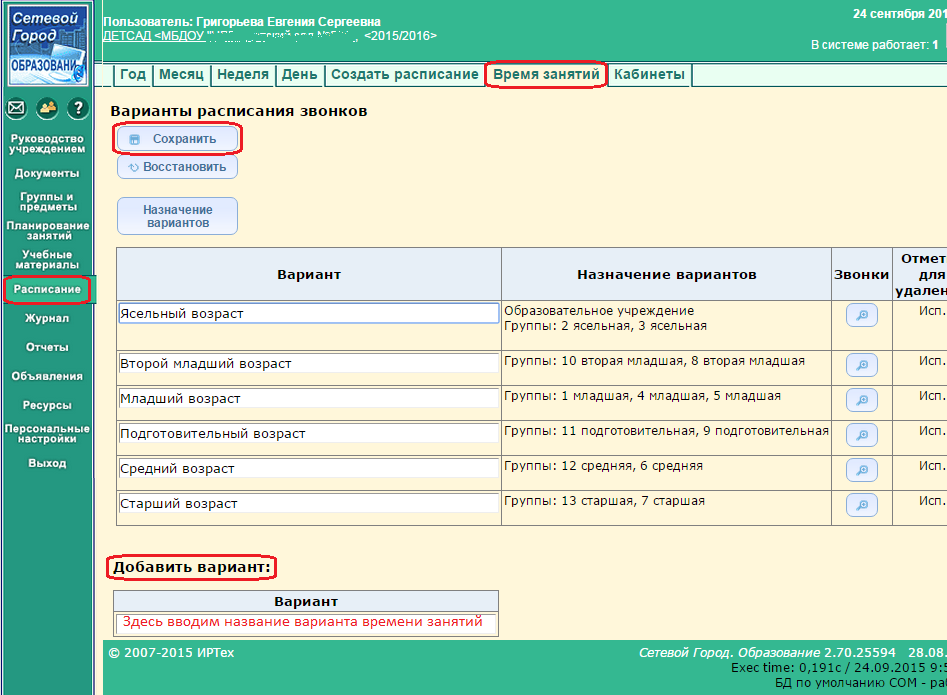 Сетевой
Город
ОБРАЗОВАНИ
Пользователь: Григорьева Евгения Сергеевна
ДЕТСАД <МБДОУ <2015/2016>
24 сентября 201
В системе работает: 1
Год
Месяц
Неделя
День
Создать расписание
Время занятий
Кабинеты
Руководство
учреждением
Документы
Группы и
предметы
Планирование
занятий
Учебные
материалы
Расписание
Журнал
Отчеты
Объявления
Ресурсы
Персональные
настройки
Выход
Варианты расписания звонков
Сохранить
Восстановить
Назначение
вариантов
Вариант
Назначение вариантов
Звонки
Отмет
для
удален
Ясельный возраст
Образовательное учреждение
Группы: 2 ясельная, 3 ясельная
Исп.
Второй младший возраст
Группы: 10 вторая младшая, 8 вторая младшая
Исп.
Младший возраст
Группы: 1 младшая, 4 младшая, 5 младшая
Исп.
Подготовительный возраст
Группы: 11 подготовительная, 9 подготовительная
Исп.
Средний возраст
Группы: 12 средняя, 6 средняя
Исп.
Старший возраст
Группы: 13 старшая, 7 старшая
Исп.
Добавить вариант:
Вариант
Здесь вводим название варианта времени занятий
© 2007-2015 ИРТех
Сетевой Город. Образование 2.70.25594 28.08.
Exec time: 0,191с / 24.09.2015 9:5
БД по умолчанию COM - pa